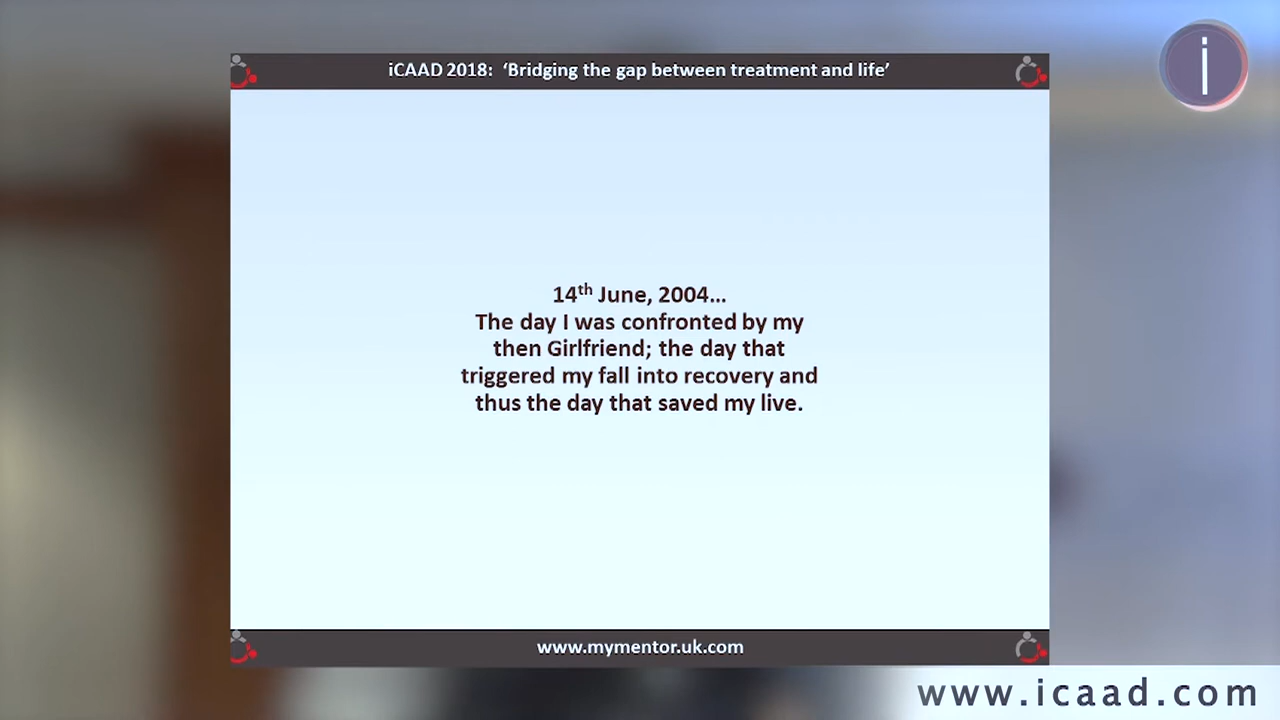 iCAAD 2018:  ‘Bridging the gap between treatment and life’
i
14th June, 2004...
The day I was confronted by my
then Girlfriend; the day that
triggered my fall into recovery and
thus the day that saved my live.
www.mymentor.uk.com
www.icaad.com